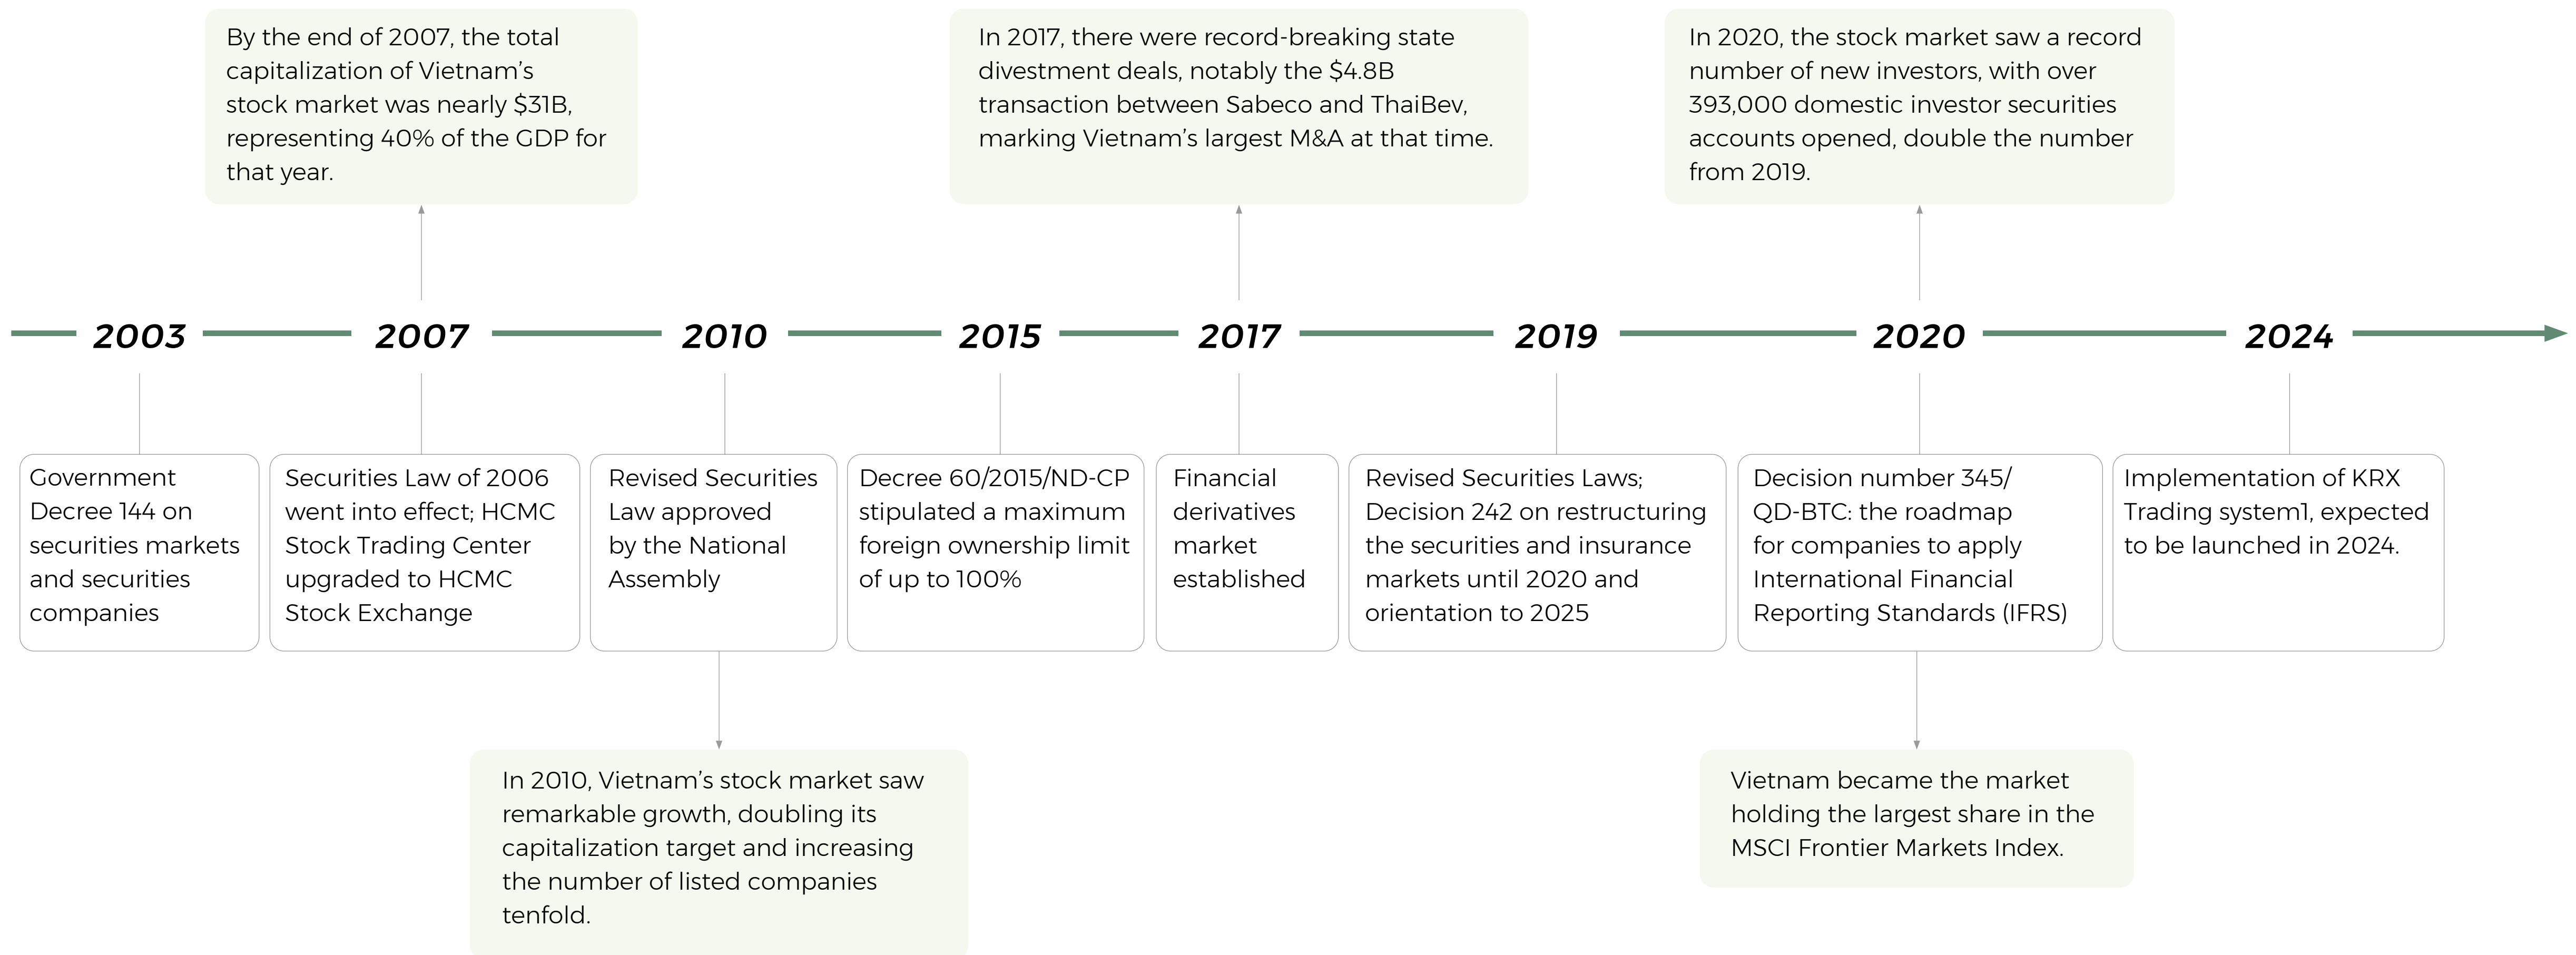 By the end of 2007, the total
capitalization of Vietnam’s
stock market was nearly $31B,
representing 40% of the GDP for
that year.
In 2017, there were record-breaking state
divestment deals, notably the $4.8B
transaction between Sabeco and ThaiBev,
marking Vietnam’s largest M&A at that time.
In 2020, the stock market saw a record
number of new investors, with over
393,000 domestic investor securities
accounts opened, double the number
from 2019.
2003
2007
2010
2015
2017
2019
2020
2024
Government
Decree 144 on
securities markets
and securities
companies
Securities Law of 2006
went into effect; HCMC
Stock Trading Center
upgraded to HCMC
Stock Exchange
Revised Securities
Law approved
by the National
Assembly
Decree 60/2015/ND-CP
stipulated a maximum
foreign ownership limit
of up to 100%
Financial
derivatives
market
established
Revised Securities Laws;
Decision 242 on restructuring
the securities and insurance
markets until 2020 and
orientation to 2025
Decision number 345/
QD-BTC: the roadmap
for companies to apply
International Financial
Reporting Standards (IFRS)
Implementation of KRX
Trading system1, expected
to be launched in 2024.
In 2010, Vietnam’s stock market saw
remarkable growth, doubling its
capitalization target and increasing
the number of listed companies
tenfold.
Vietnam became the market
holding the largest share in the
MSCI Frontier Markets Index.